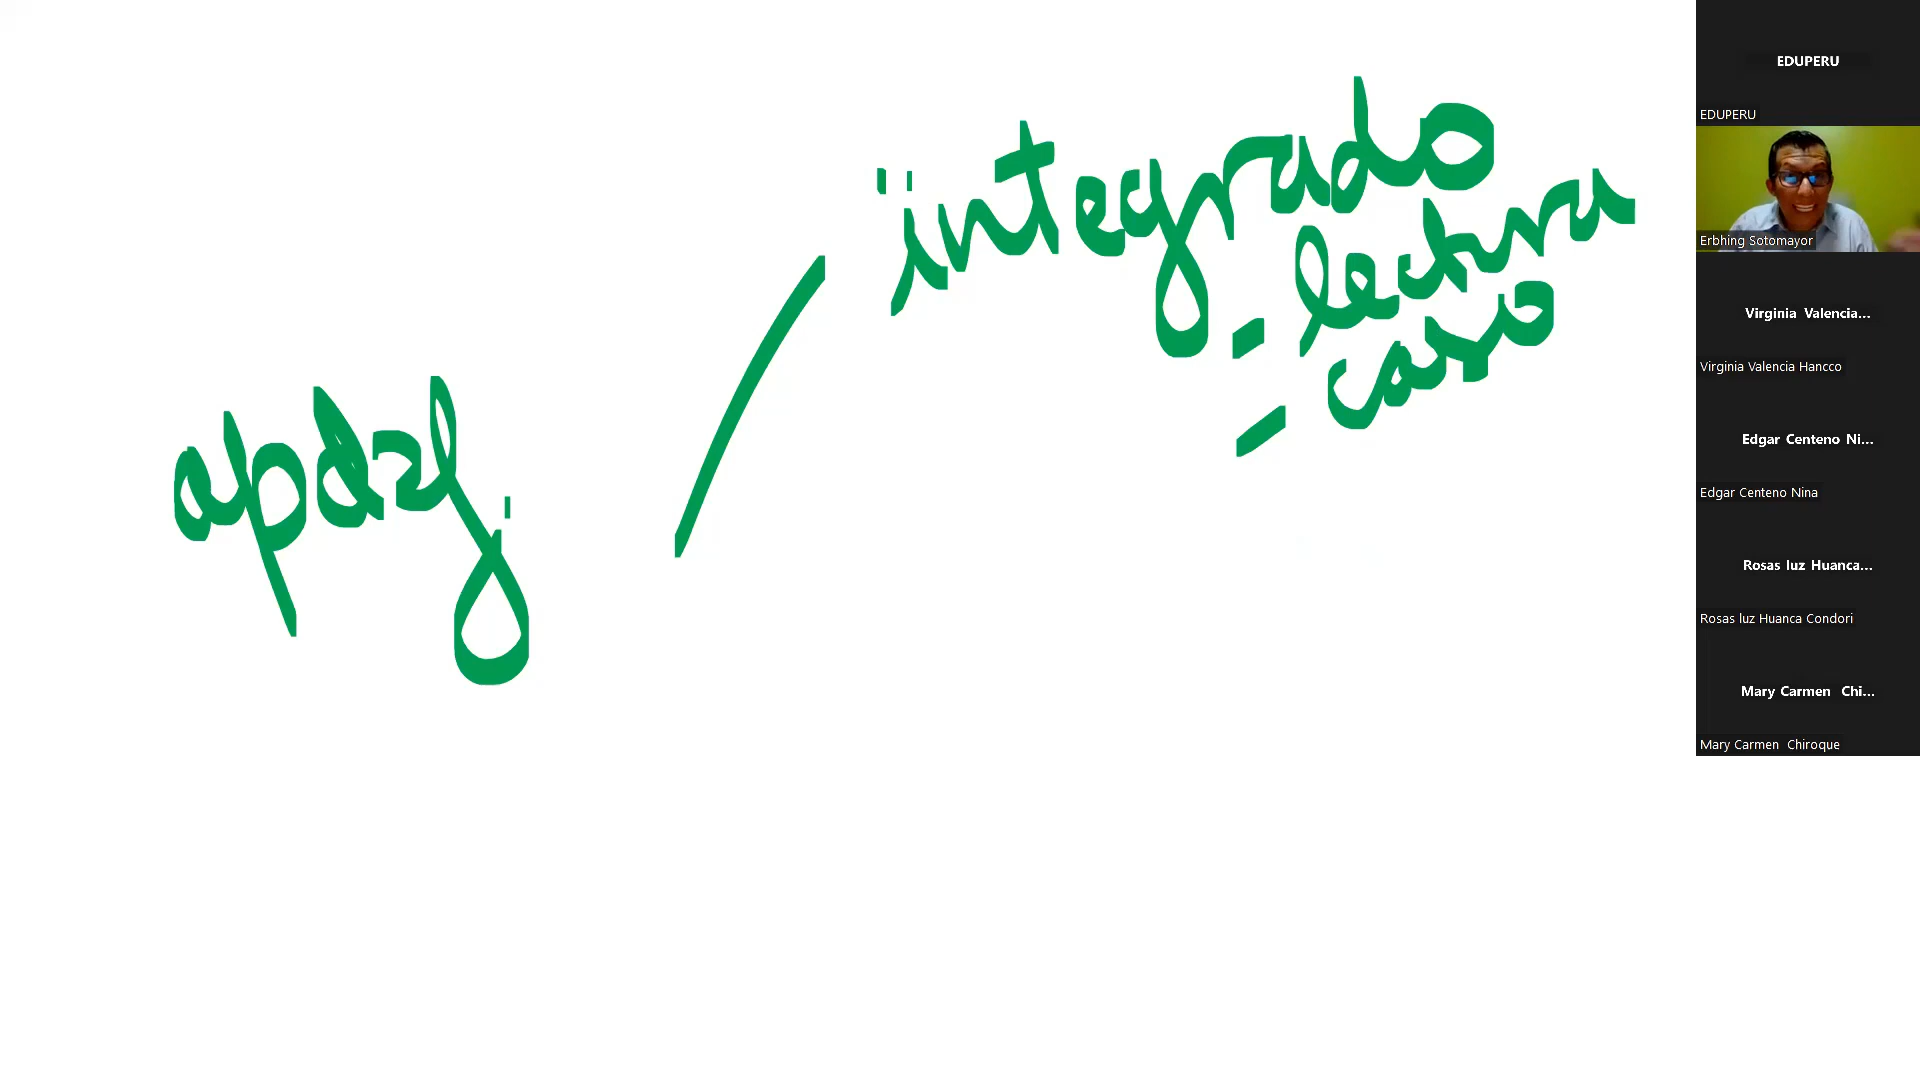 integrado
- lectura
- caso
EDUPERU
EDUPERU
Erbhing Sotomayor
Virginia Valencia...
Virginia Valencia Hancco
Edgar Centeno Ni...
Edgar Centeno Nina
Rosas luz Huanca...
Rosas luz Huanca Condori
Mary Carmen Chi...
Mary Carmen Chiroque